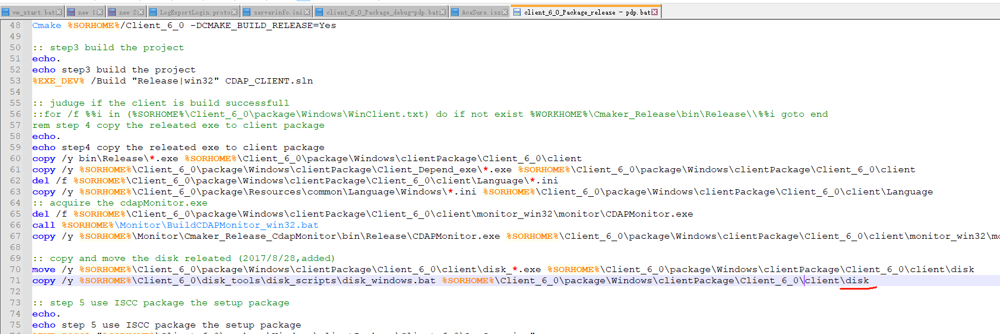 vm_start.bat new 1 new 2 LogExportLogin.proto serverinfo.ini client_6_0_Package_debug-pdp.bat AceSure.iss client_6_0_Package_release - pdp.bat
48 Cmake %SORHOME%/Client_6_0 -DCMAKE_BUILD_RELEASE=Yes
49
50 :: step3 build the project
51 echo.
52 echo step3 build the project
53 %EXE_DEV% /Build "Release|win32" CDAP_CLIENT.sln
54
55 :: juduge if the client is build successfull
56 ::for /f %%i in (%SORHOME%\Client_6_0\package\Windows\WinClient.txt) do if not exist %WORKHOME%\Cmaker_Release\bin\Release\\%%i goto end
57 rem step 4 copy the releated exe to client package
58 echo.
59 echo step4 copy the releated exe to client package
60 copy /y bin\Release\*.exe %SORHOME%\Client_6_0\package\Windows\clientPackage\Client_6_0\client
61 copy /y %SORHOME%\Client_6_0\package\Windows\clientPackage\Client_Depend_exe\*.exe %SORHOME%\Client_6_0\package\Windows\clientPackage\Client_6_0\client
62 del /f %SORHOME%\Client_6_0\package\Windows\clientPackage\Client_6_0\client\Language\*.ini
63 copy /y %SORHOME%\Client_6_0\package\Resources\common\Language\Windows\*.ini %SORHOME%\Client_6_0\package\Windows\clientPackage\Client_6_0\client\Language
64 :: acquire the cdapMonitor.exe
65 del /f %SORHOME%\Client_6_0\package\Windows\clientPackage\Client_6_0\client\monitor_win32\monitor\CDAPMonitor.exe
66 call %SORHOME%\Monitor\BuildCDAPMonitor_win32.bat
67 copy /y %SORHOME%\Monitor\Cmaker_Release_CdapMonitor\bin\Release\CDAPMonitor.exe %SORHOME%\Client_6_0\package\Windows\clientPackage\Client_6_0\client\monitor_win32\mo
68
69 :: copy and move the disk releated (2017/8/28,added)
70 move /y %SORHOME%\Client_6_0\package\Windows\clientPackage\Client_6_0\client\disk_*.exe %SORHOME%\Client_6_0\package\Windows\clientPackage\Client_6_0\client\disk
71 copy /y %SORHOME%\Client_6_0\disk_tools\disk_scripts\disk_windows.bat %SORHOME%\Client_6_0\package\Windows\clientPackage\Client_6_0\client\disk
72
73 :: step 5 use ISCC package the setup package
74 echo.
75 echo step 5 use ISCC package the setup package